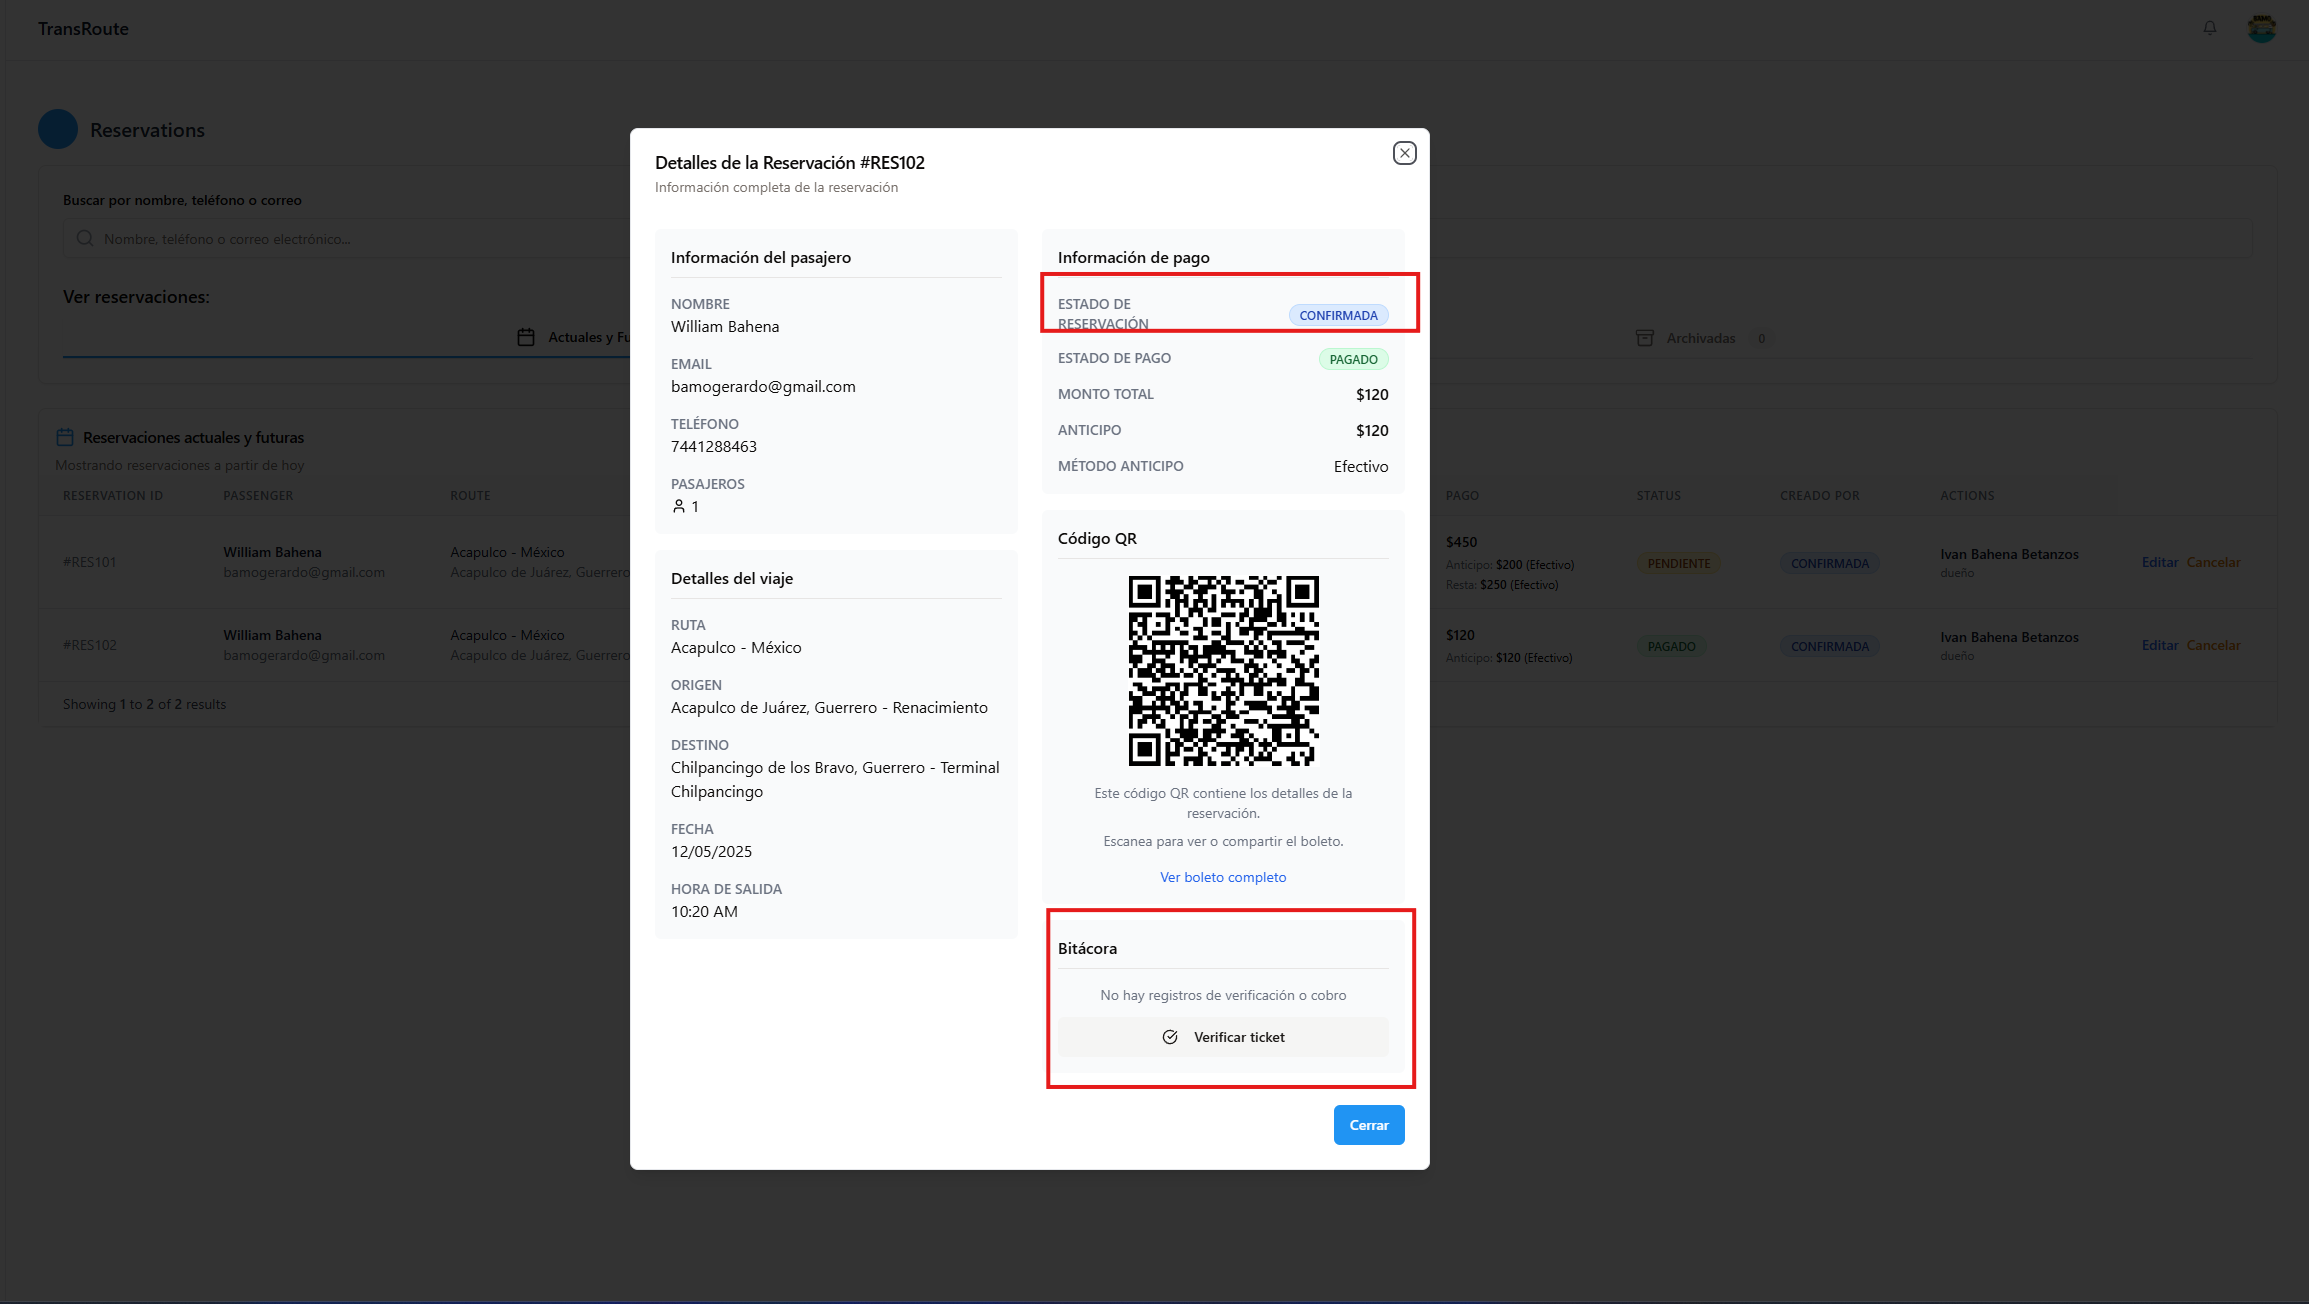 TransRoute
Reservations
Buscar por nombre, teléfono o correo
Nombre, teléfono o correo electrónico...
Ver reservaciones:
Actuales y Fu
Archivadas 0
Reservaciones actuales y futuras
Mostrando reservaciones a partir de hoy
RESERVATION ID PASSENGER ROUTE PAGO STATUS CREADO POR ACTIONS
#RES101 William Bahena Acapulco - México $450 PENDIENTE CONFIRMADA Ivan Bahena Betanzos Editar Cancelar
bamogerardo@gmail.com Acapulco de Juárez, Guerrero Anticipo: $200 (Efectivo) dueño
Resta: $250 (Efectivo)
#RES102 William Bahena Acapulco - México $120 PAGADO CONFIRMADA Ivan Bahena Betanzos Editar Cancelar
bamogerardo@gmail.com Acapulco de Juárez, Guerrero Anticipo: $120 (Efectivo) dueño
Showing 1 to 2 of 2 results
Detalles de la Reservación #RES102
Información completa de la reservación
Información del pasajero
NOMBRE
William Bahena
EMAIL
bamogerardo@gmail.com
TELÉFONO
7441288463
PASAJEROS
1
Detalles del viaje
RUTA
Acapulco - México
ORIGEN
Acapulco de Juárez, Guerrero - Renacimiento
DESTINO
Chilpancingo de los Bravo, Guerrero - Terminal
Chilpancingo
FECHA
12/05/2025
HORA DE SALIDA
10:20 AM
Información de pago
ESTADO DE
RESERVACIÓN CONFIRMADA
ESTADO DE PAGO PAGADO
MONTO TOTAL $120
ANTICIPO $120
MÉTODO ANTICIPO Efectivo
Código QR
Este código QR contiene los detalles de la
reservación.
Escanea para ver o compartir el boleto.
Ver boleto completo
Bitácora
No hay registros de verificación o cobro
Verificar ticket
Cerrar